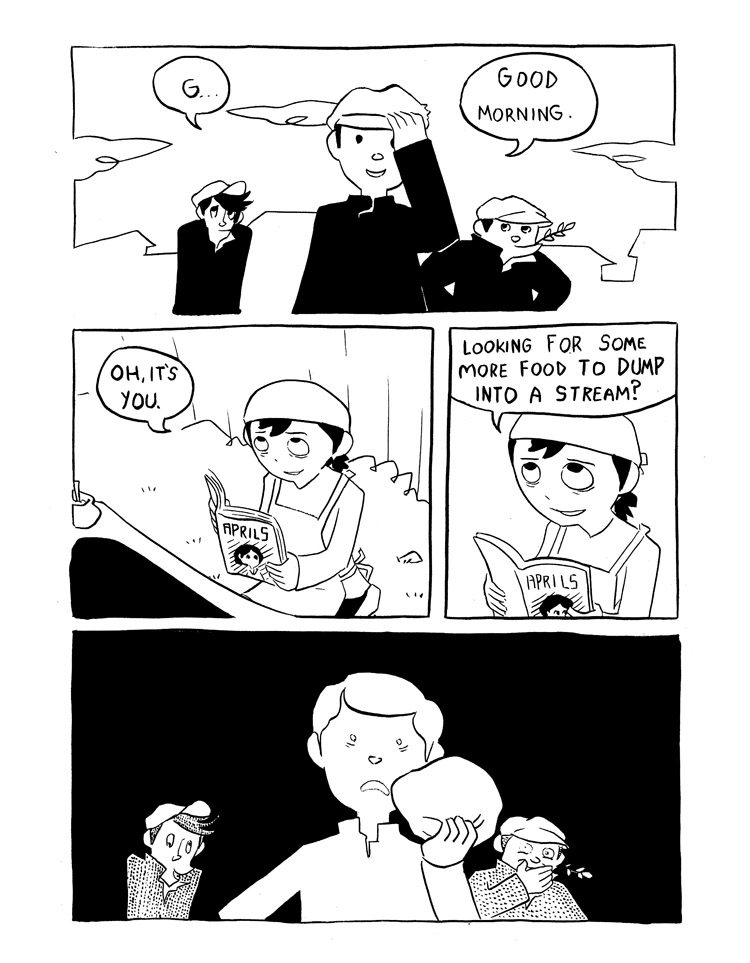 G...
GOOD
MORNING.
OH, IT'S
YOU.
APRILS
LOOKING FOR SOME
MORE FOOD TO DUMP
INTO A STREAM?
APRILS